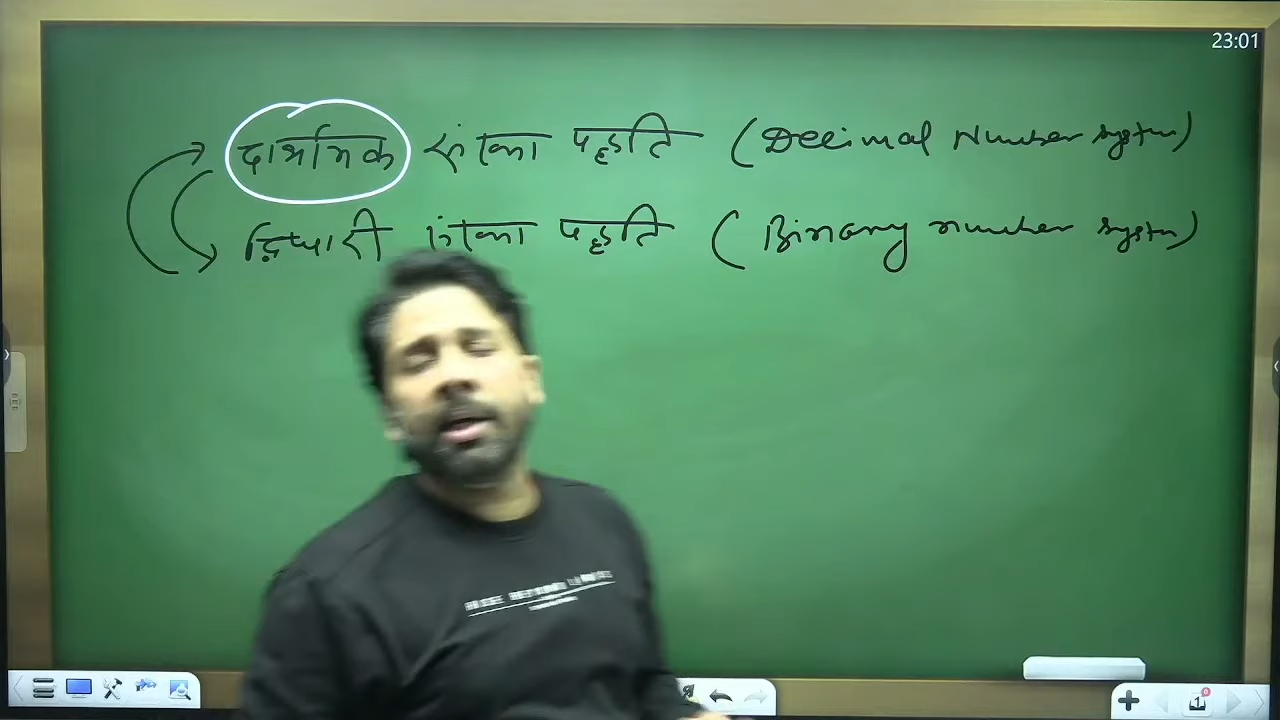 23:01
दाशमिक संख्या पद्धति (Decimal Number System)
द्विआधारी संख्या पद्धति (Binary number system)